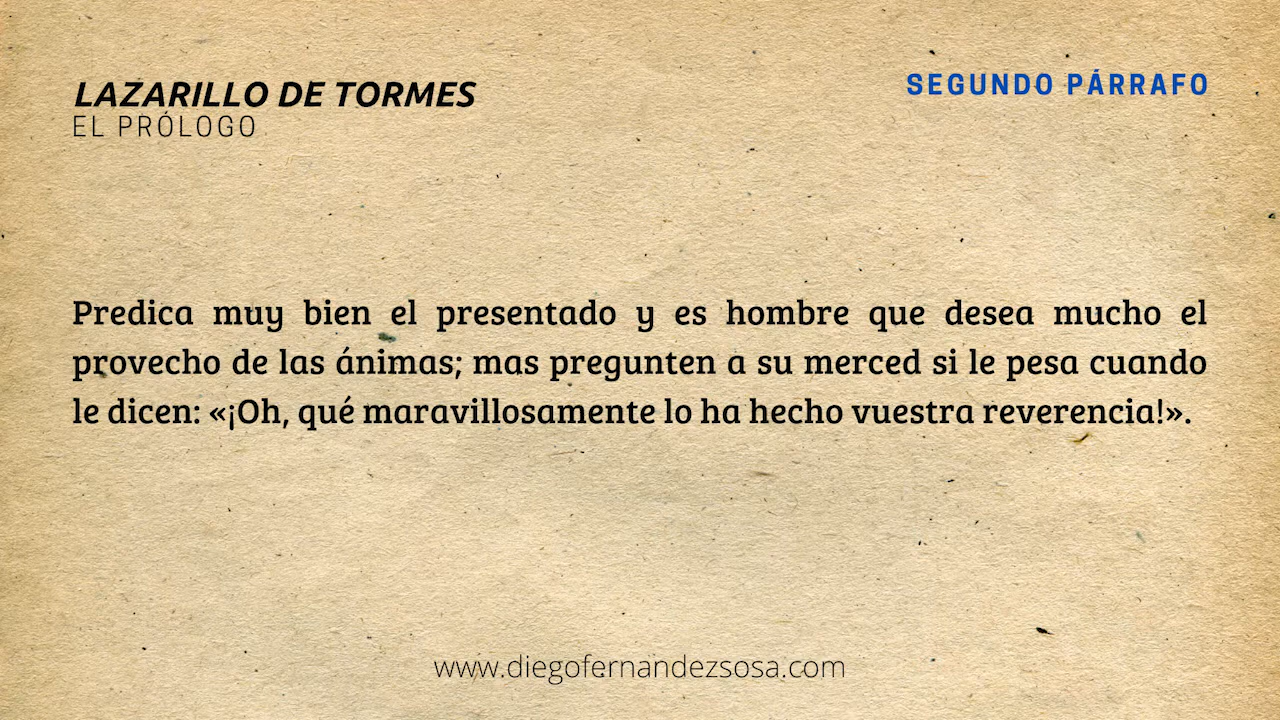 LAZARILLO DE TORMES
EL PRÓLOGO
SEGUNDO PÁRRAFO
Predica muy bien el presentado y es hombre que desea mucho el
provecho de las ánimas; mas pregunten a su merced si le pesa cuando
le dicen: «¡Oh, qué maravillosamente lo ha hecho vuestra reverencia!».
www.diegofernandezsosa.com